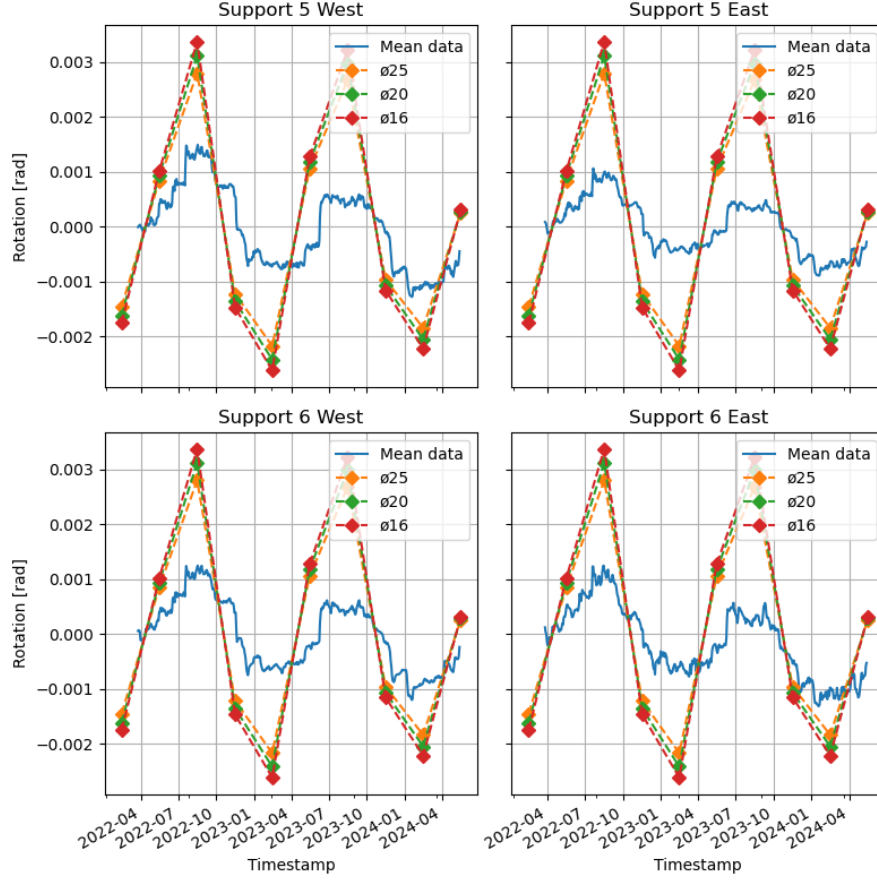 Support 5 West
Support 5 East
Rotation [rad]
0.003
0.002
0.001
0.000
−0.001
−0.002
Mean data
ø25
ø20
ø16
Mean data
ø25
ø20
ø16
Support 6 West
Support 6 East
Rotation [rad]
0.003
0.002
0.001
0.000
−0.001
−0.002
Mean data
ø25
ø20
ø16
Mean data
ø25
ø20
ø16
2022-04
2022-07
2022-10
2023-01
2023-04
2023-07
2023-10
2024-01
2024-04
2022-04
2022-07
2022-10
2023-01
2023-04
2023-07
2023-10
2024-01
2024-04
Timestamp
Timestamp